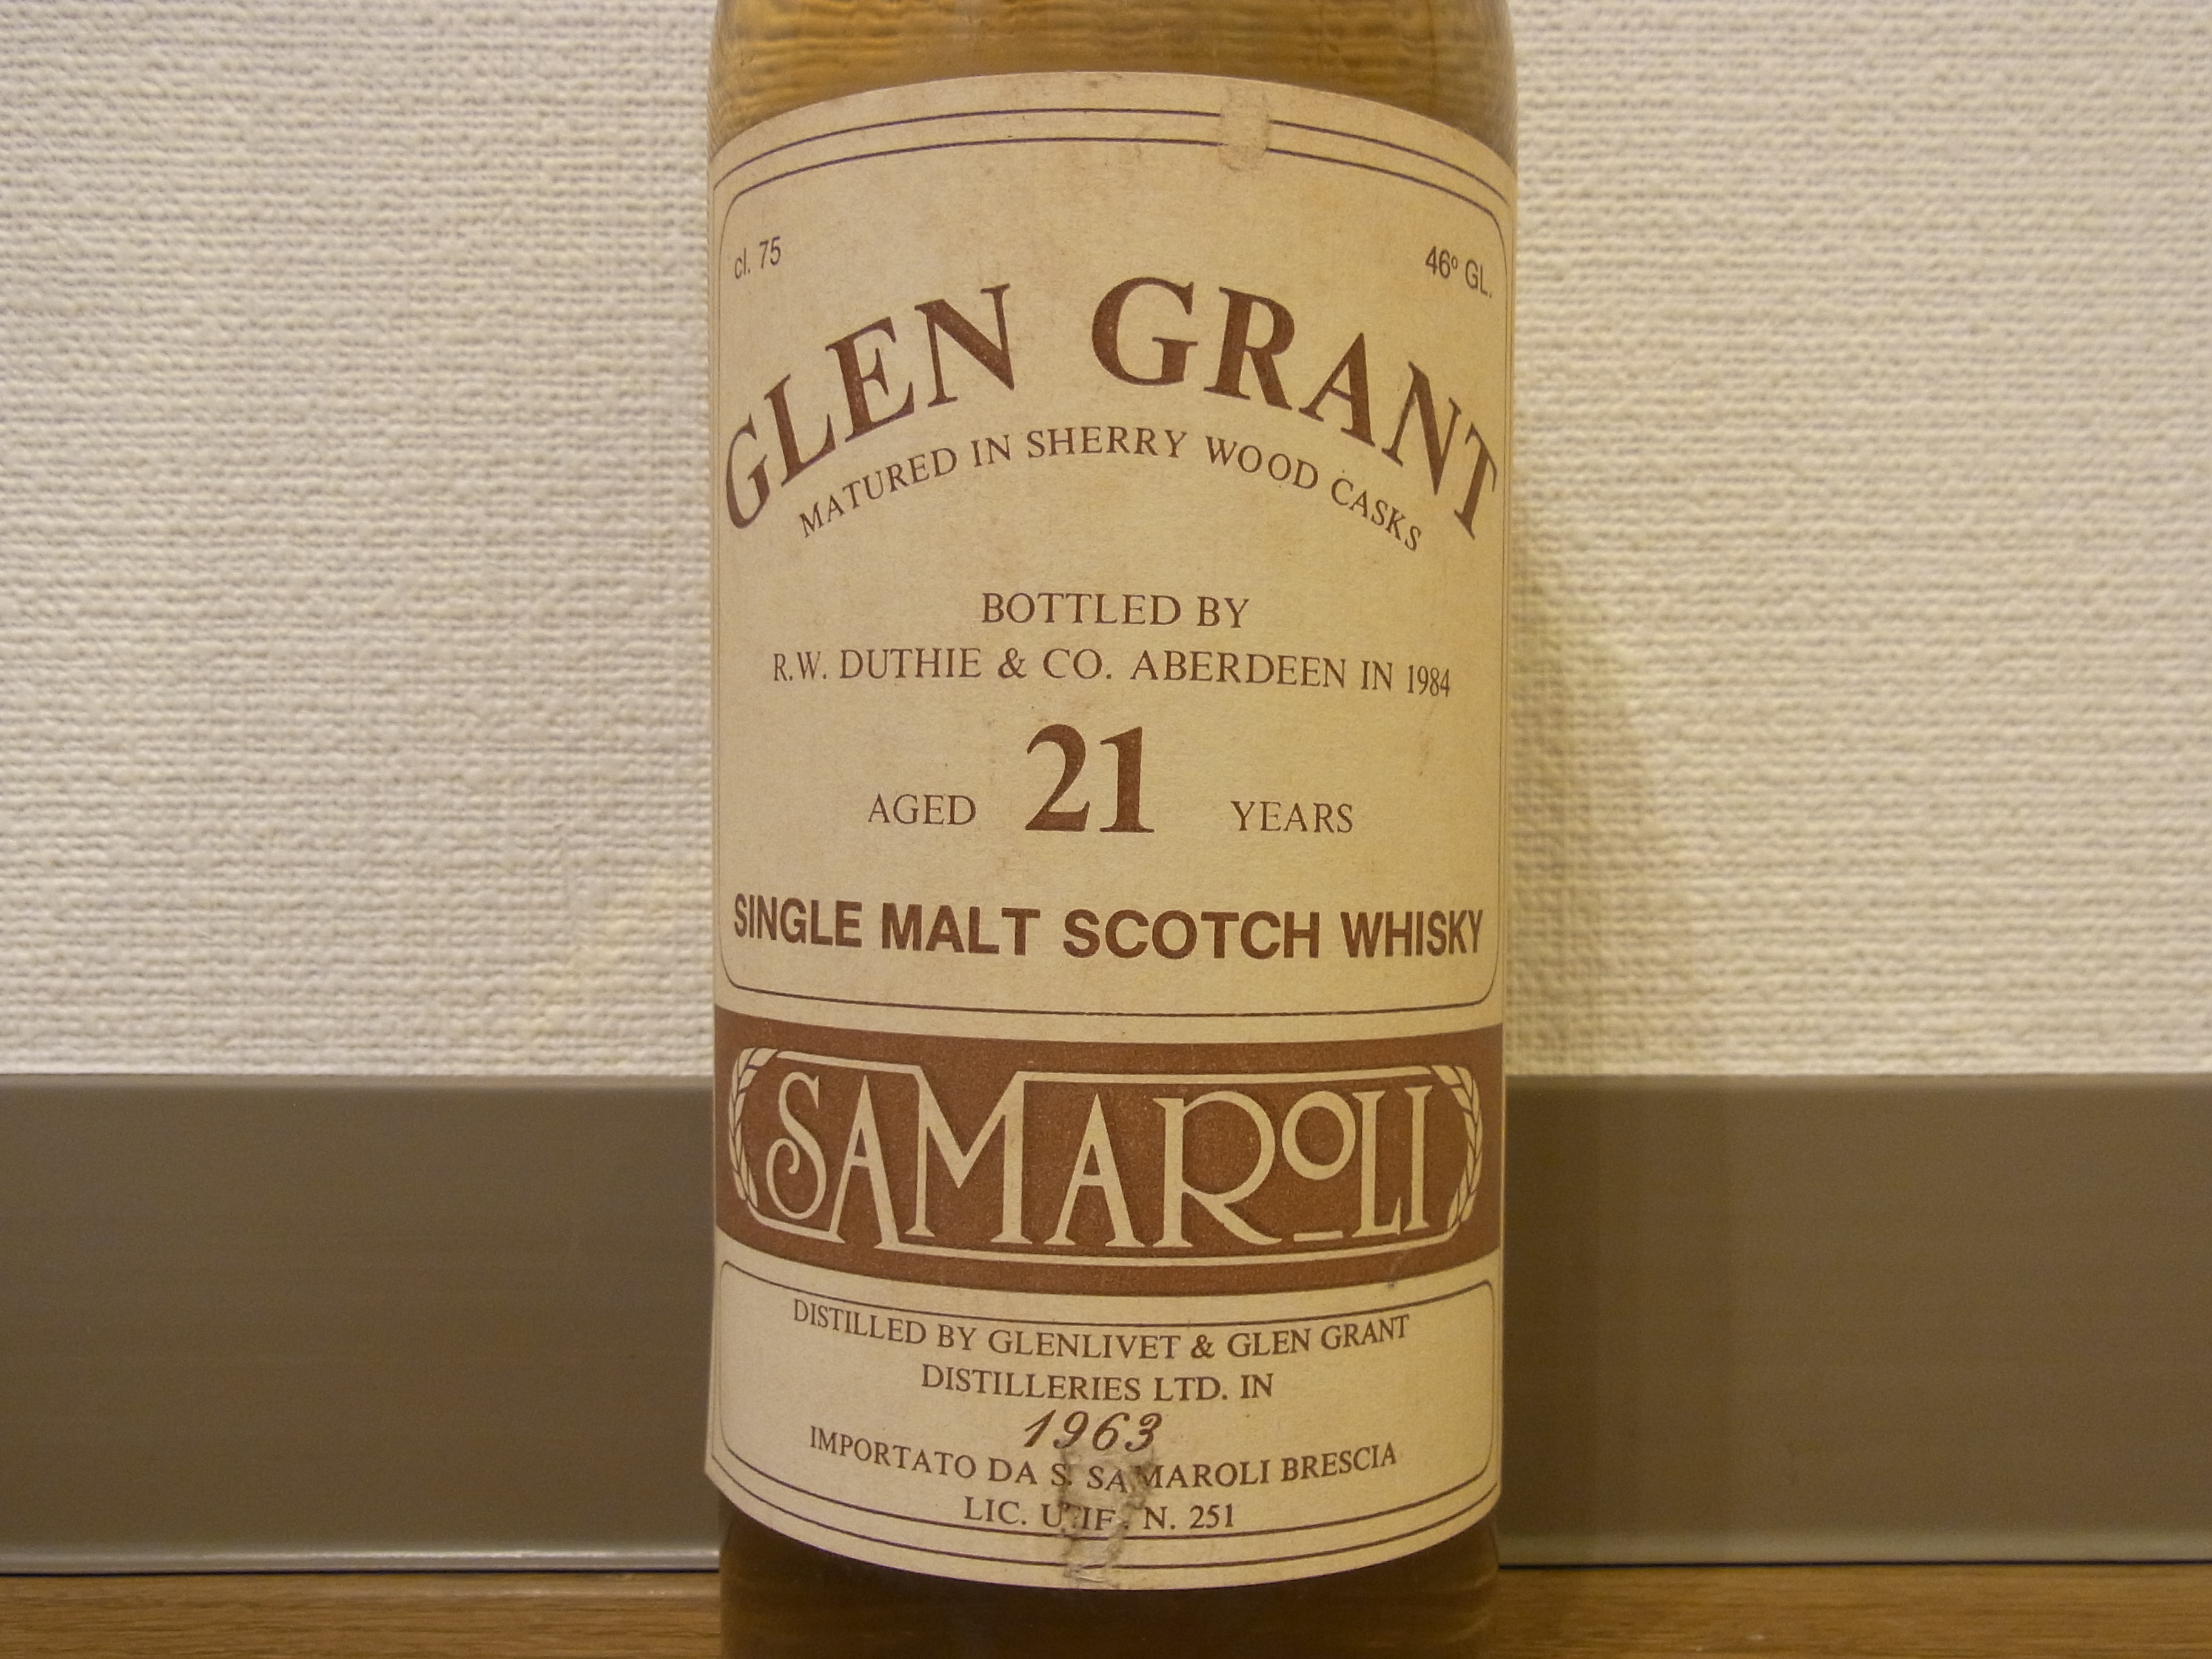 cl. 75
46º GL.
GLEN GRANT
MATURED IN SHERRY WOOD CASKS
BOTTLED BY
R.W. DUTHIE & CO. ABERDEEN IN 1984
AGED 21 YEARS
SINGLE MALT SCOTCH WHISKY
SAMAROLI
DISTILLED BY GLENLIVET & GLEN GRANT
DISTILLERIES LTD. IN
1963
IMPORTATO DA S. SAMAROLI BRESCIA
LIC. U.T.I.F. N. 251